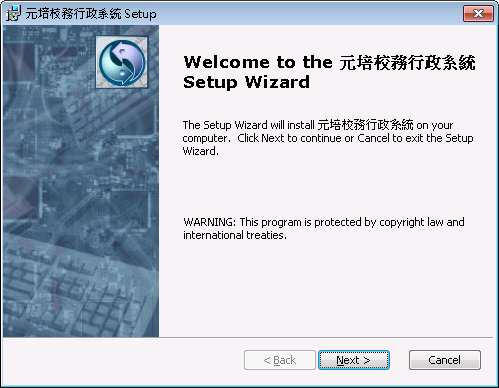 元培校務行政系統 Setup
Welcome to the 元培校務行政系統
Setup Wizard
The Setup Wizard will install 元培校務行政系統 on your
computer.  Click Next to continue or Cancel to exit the Setup
Wizard.
WARNING: This program is protected by copyright law and
international treaties.
< Back
Next >
Cancel